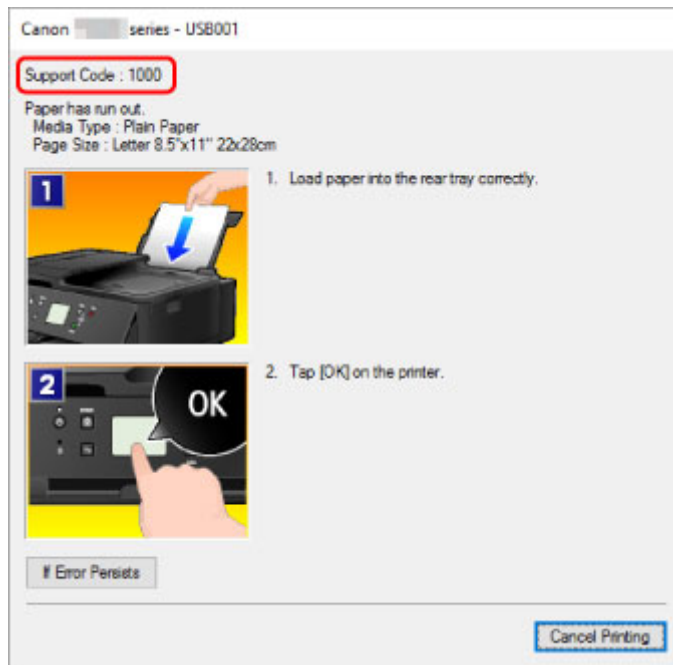 Canon series - USB001
Support Code : 1000
Paper has run out.
Media Type : Plain Paper
Page Size : Letter 8.5"x11" 22x28cm
1
1. Load paper into the rear tray correctly.
2
OK
2. Tap [OK] on the printer.
If Error Persists
Cancel Printing